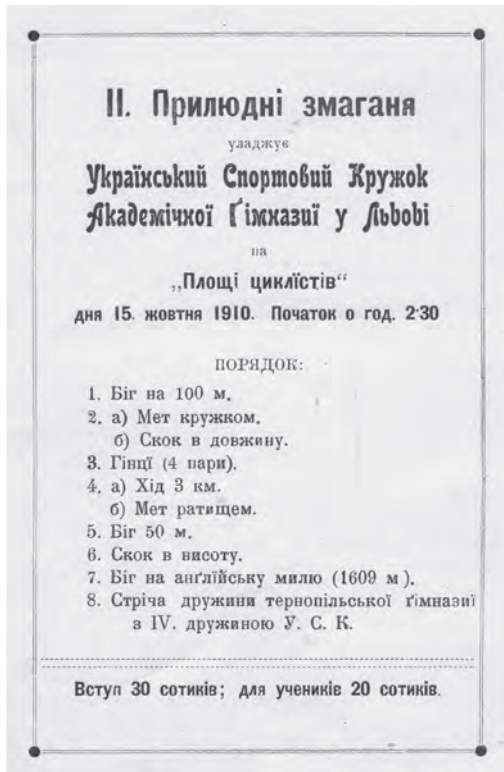 II. Прилюдні змаганя
уладжує
Український Спортовий Кружок
Академічної Ґімназиї у Львові
на
„Площі циклїстів“
дня 15. жовтня 1910. Початок о год. 2·30
ПОРЯДОК:
1. Біг на 100 м.
2. а) Мет кружком.
б) Скок в довжину.
3. Гінцї (4 пари).
4. а) Хід 3 км.
б) Мет ратищем.
5. Біг 50 м.
6. Скок в висоту.
7. Біг на анґлїйську милю (1609 м).
8. Стріча дружини тернопільської ґімназиї
з IV. дружиною У. С. К.
Вступ 30 сотиків; для учеників 20 сотиків.